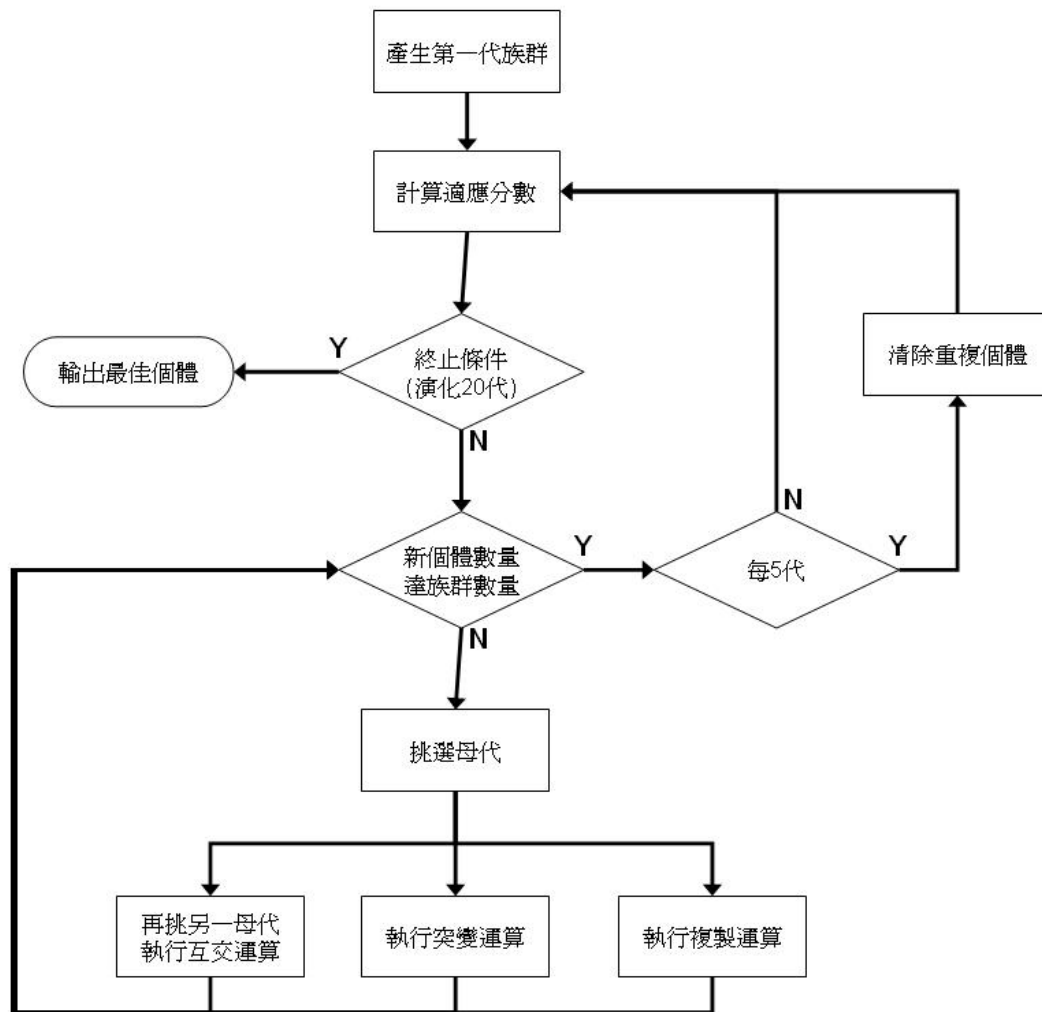 產生第一代族群
計算適應分數
終止條件
(演化20代)
Y
輸出最佳個體
N
清除重複個體
新個體數量
達族群數量
Y
每5代
N
Y
N
挑選母代
再挑另一母代
執行互交運算
執行突變運算
執行複製運算